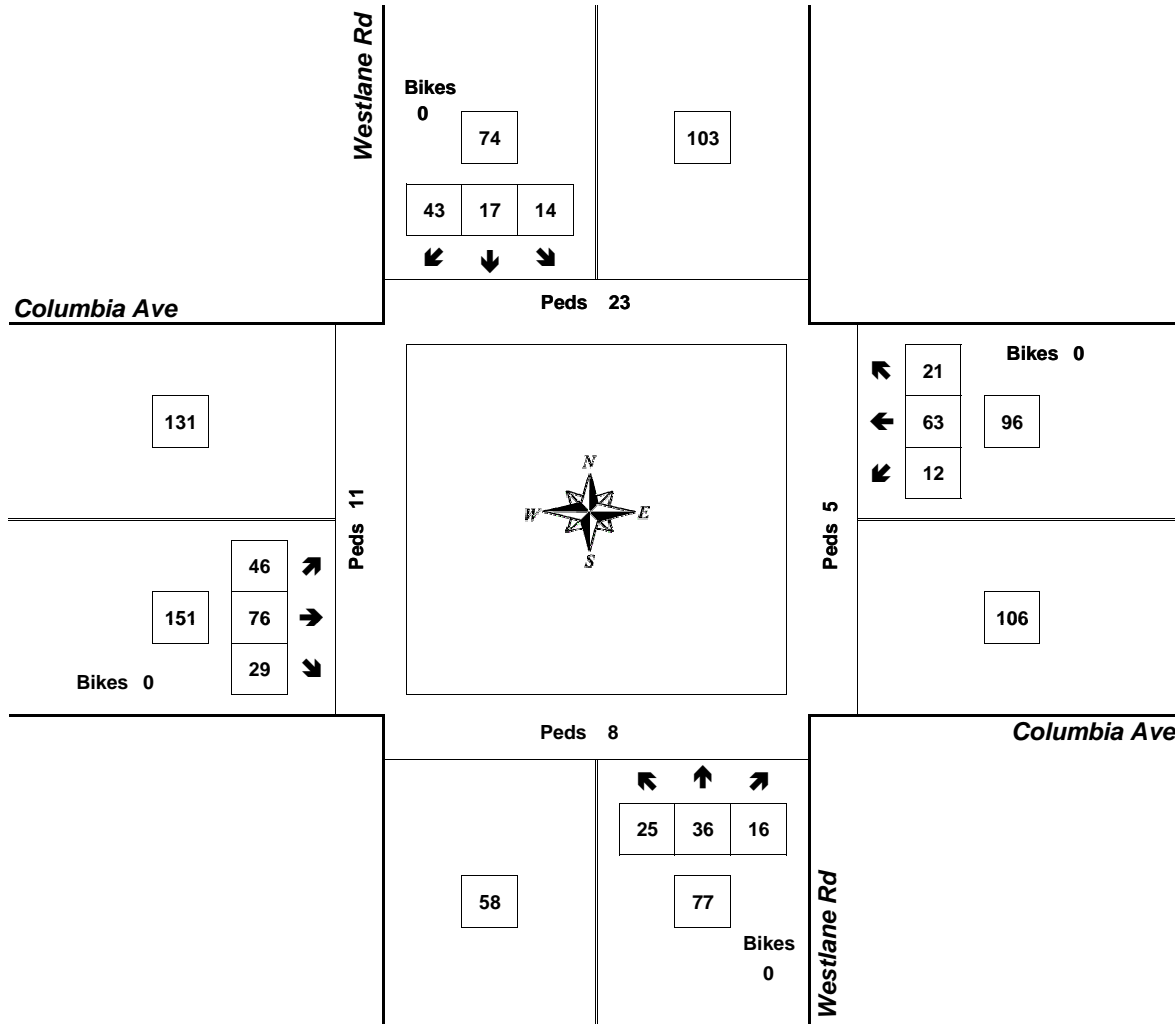 Westlane Rd
Bikes
0
74
103
43 17 14
Peds 23
Columbia Ave
Bikes 0
21
63
12
96
131
Peds 11
N
W E
S
Peds 5
46
76
29
151
Bikes 0
106
Peds 8
Columbia Ave
25 36 16
58
77
Bikes
0
Westlane Rd